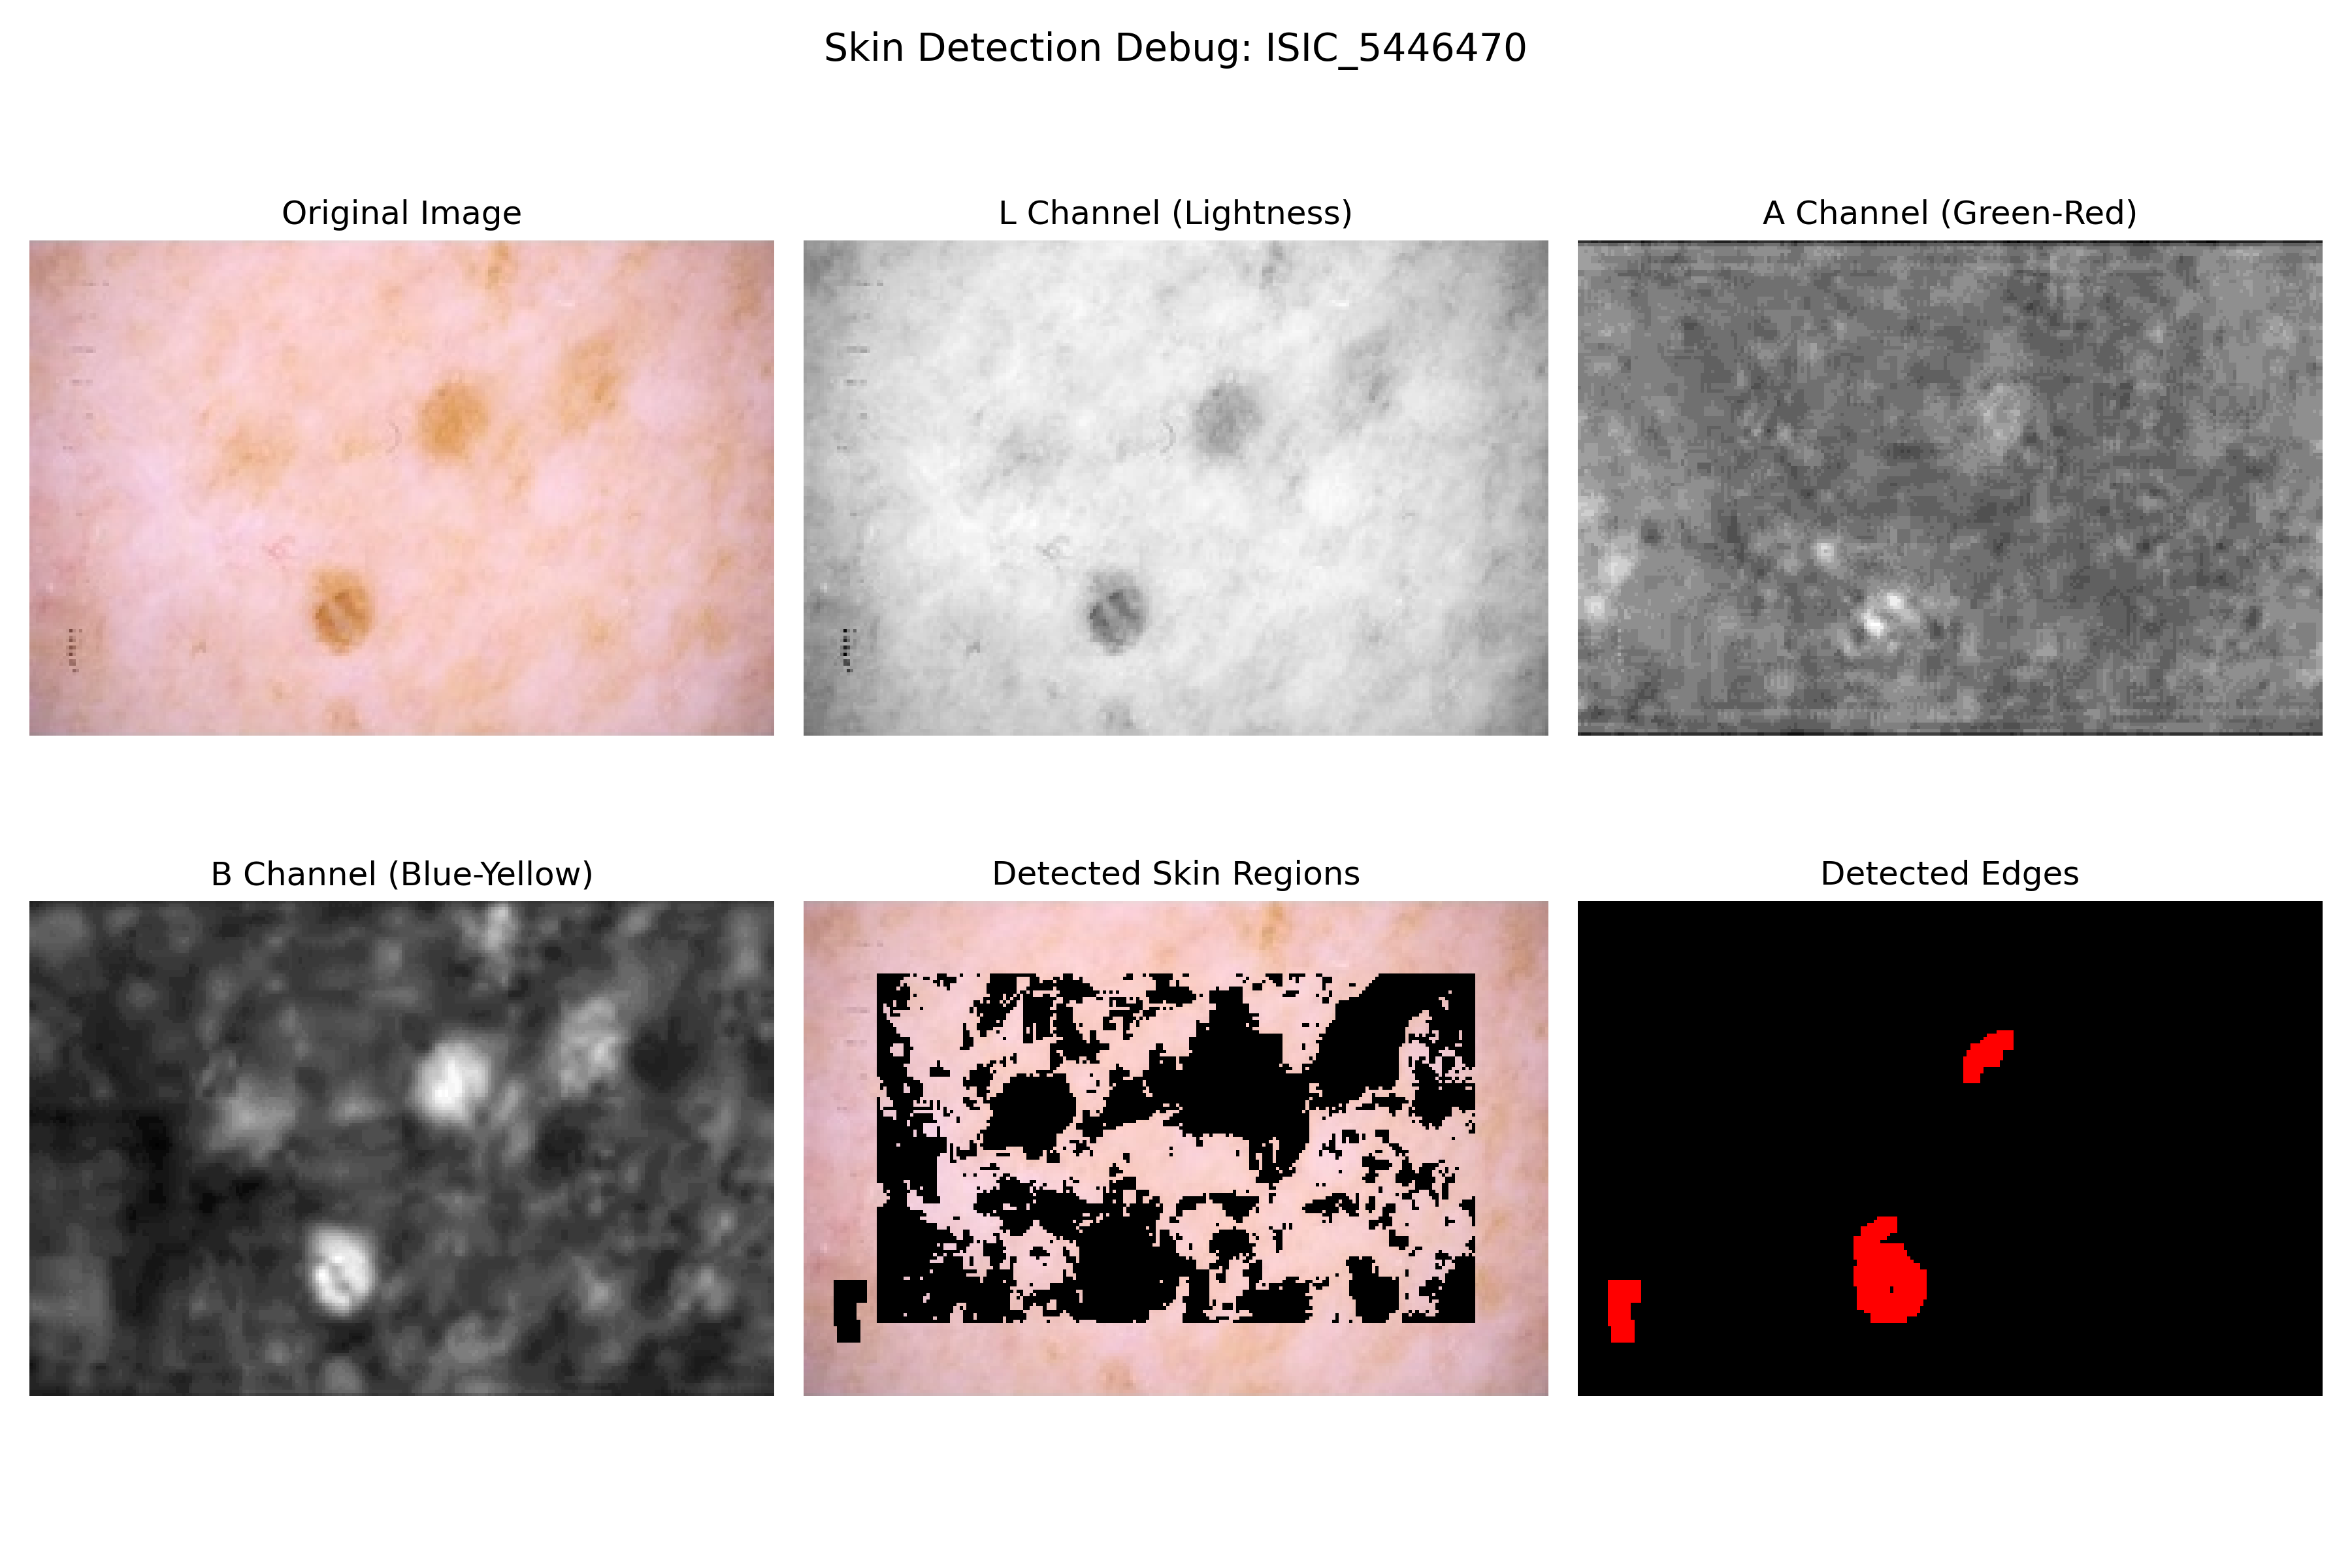 Skin Detection Debug: ISIC_5446470
Original Image
L Channel (Lightness)
A Channel (Green-Red)
B Channel (Blue-Yellow)
Detected Skin Regions
Detected Edges